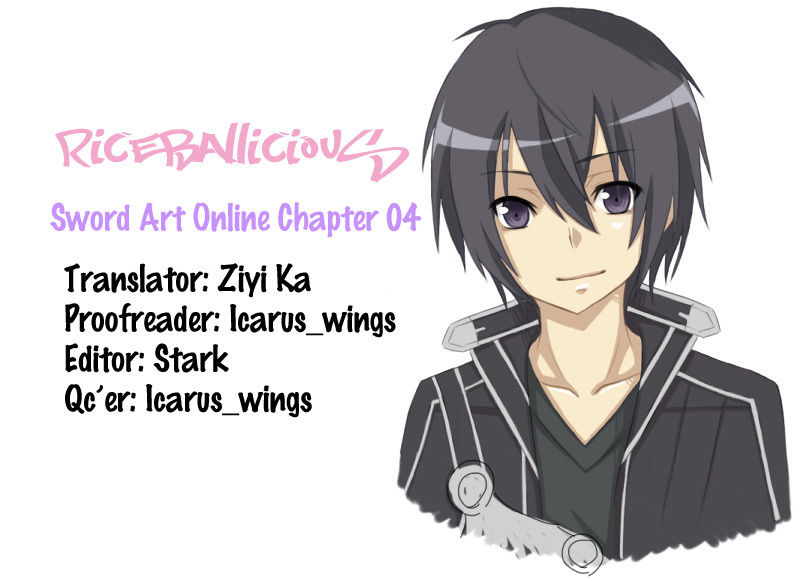 RiceBallicious
Sword Art Online Chapter 04
Translator: Ziyi Ka
Proofreader: Icarus_wings
Editor: Stark
Qc'er: Icarus_wings